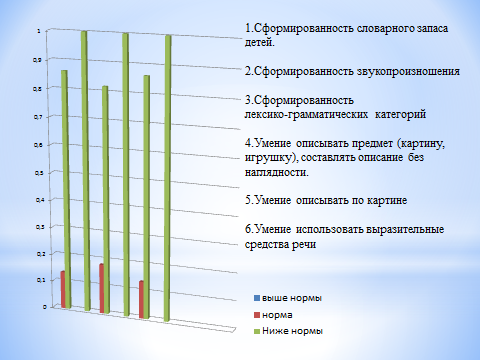 1
0,9
0,8
0,7
0,6
0,5
0,4
0,3
0,2
0,1
0
1.Сформированность словарного запаса
детей.
2.Сформированность звукопроизношения
3.Сформированность
лексико-грамматических категорий
4.Умение описывать предмет (картину,
игрушку), составлять описание без
наглядности.
5.Умение описывать по картине
6.Умение использовать выразительные
средства речи
выше нормы
норма
Ниже нормы